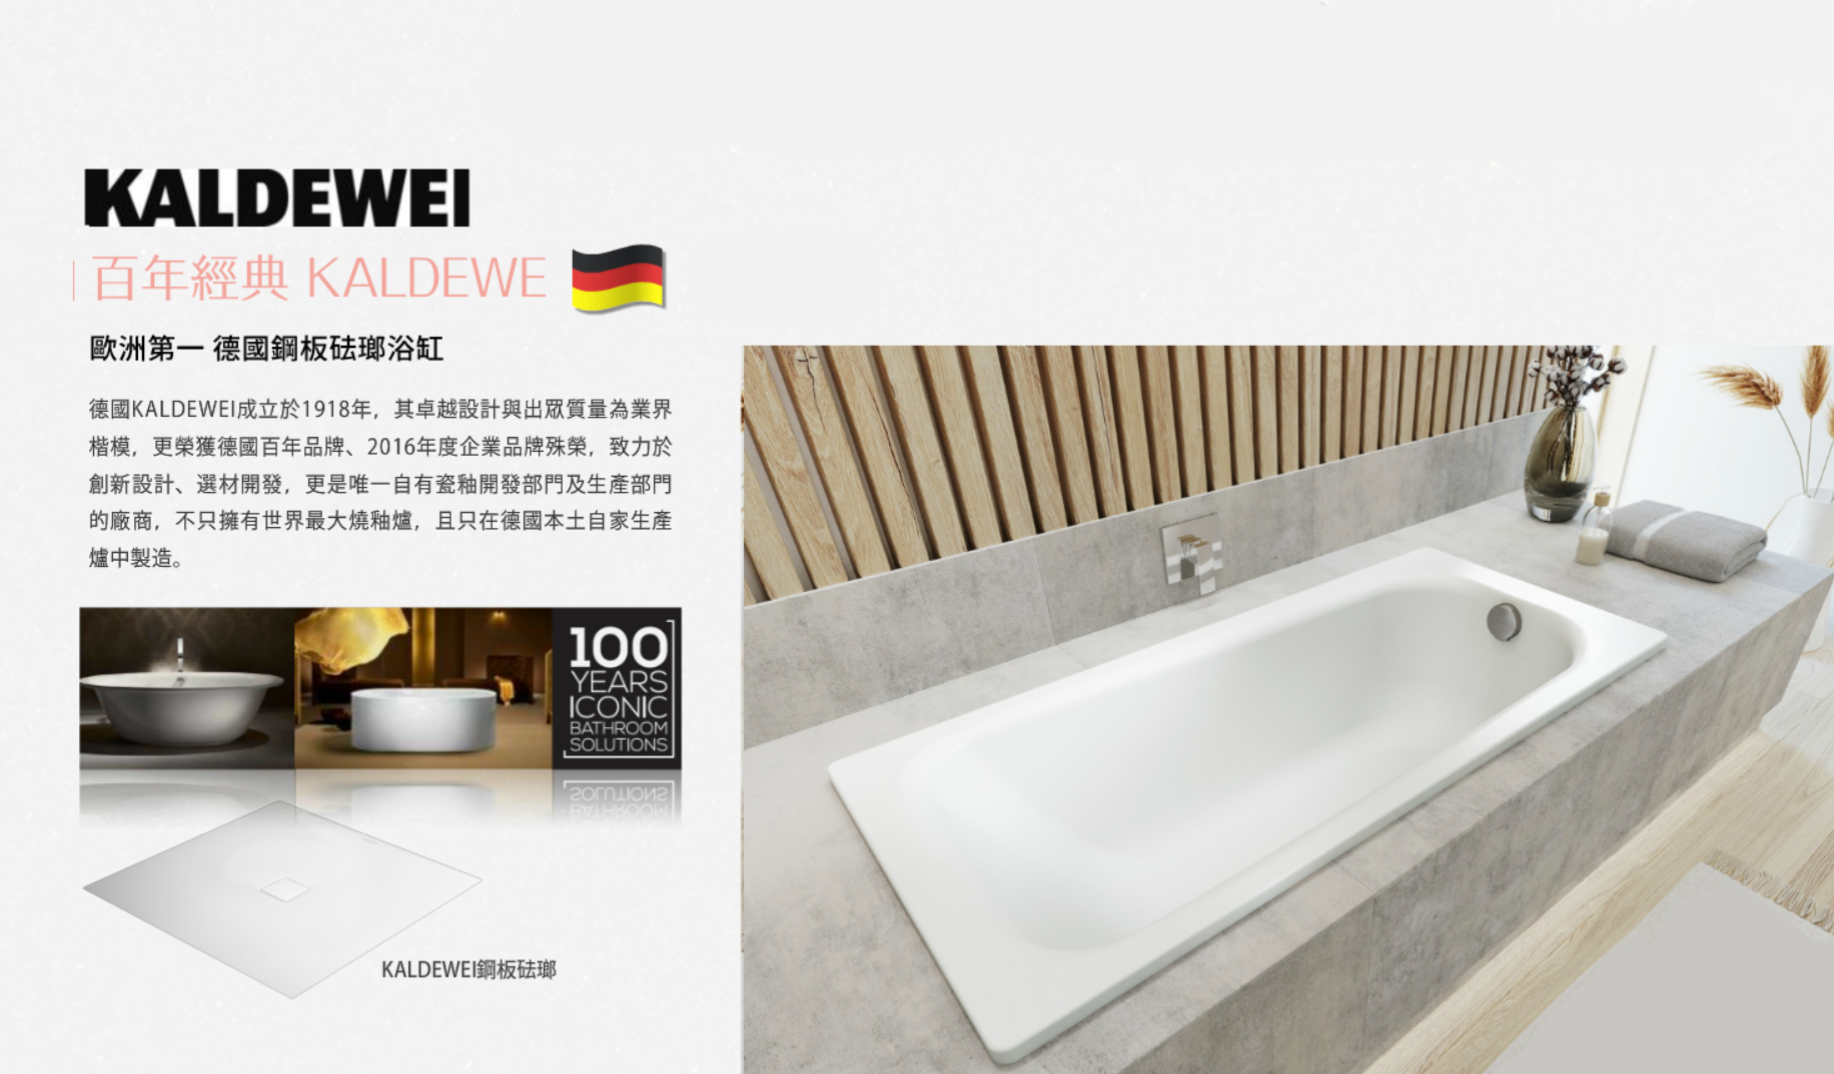 KALDEWEI
百年經典 KALDEWE
歐洲第一 德國鋼板砝瑯浴缸
德國KALDEWEI成立於1918年，其卓越設計與出眾質量為業界
楷模，更榮獲德國百年品牌、2016年度企業品牌殊榮，致力於
創新設計、選材開發，更是唯一自有瓷釉開發部門及生產部門
的廠商，不只擁有世界最大燒釉爐，且只在德國本土自家生產
爐中製造。
100
YEARS
ICONIC
BATHROOM
SOLUTIONS
KALDEWEI鋼板砝瑯